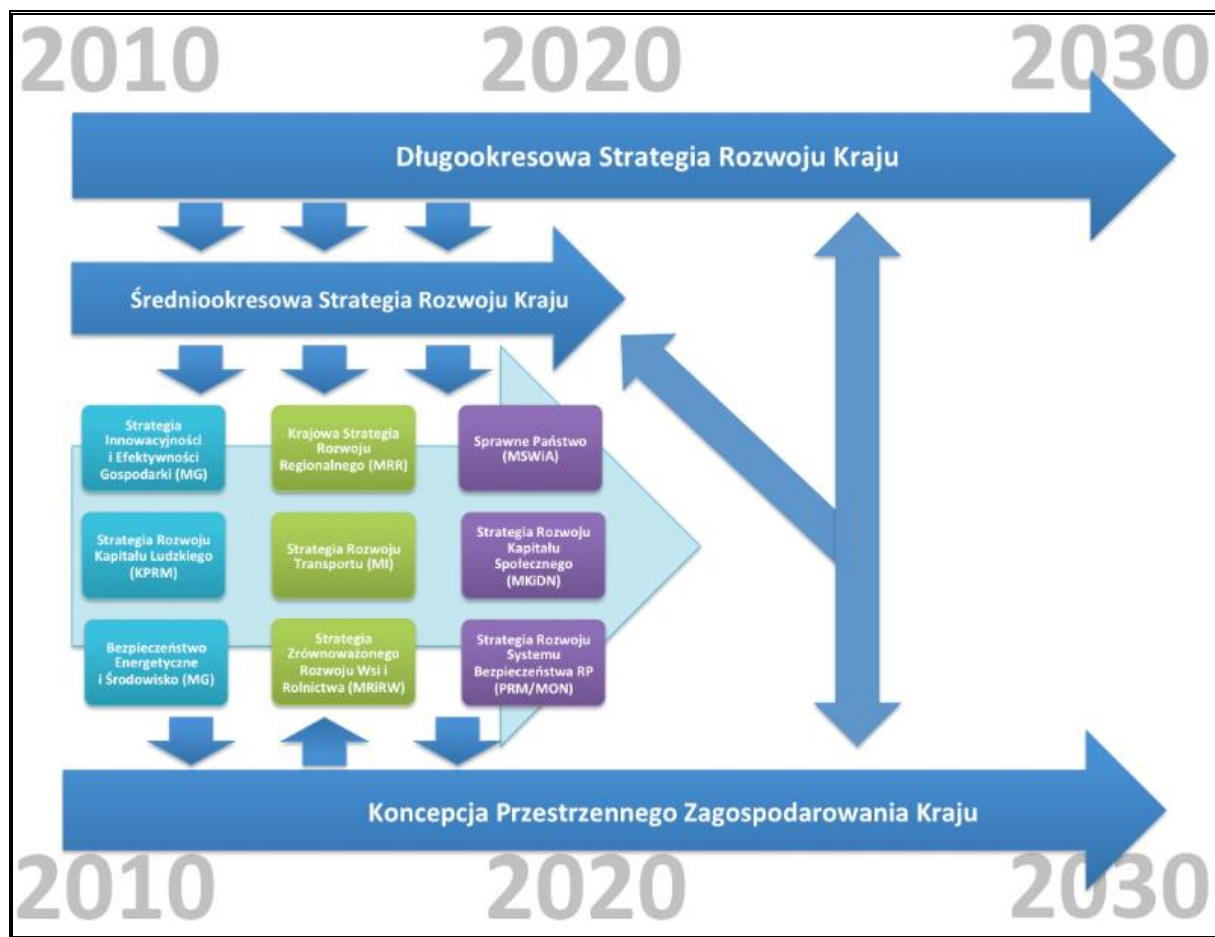 2010
2020
2030
Długookresowa Strategia Rozwoju Kraju
Średniookresowa Strategia Rozwoju Kraju
Strategia
Innowacyjności
i Efektywności
Gospodarki (MG)
Krajowa Strategia
Rozwoju
Regionalnego (MRR)
Sprawne Państwo
(MSWiA)
Strategia Rozwoju
Kapitału Ludzkiego
(KPRM)
Strategia Rozwoju
Transportu (MI)
Strategia Rozwoju
Kapitału
Społecznego
(MKiDN)
Bezpieczeństwo
Energetyczne
i Środowisko (MG)
Strategia
Zrównoważonego
Rozwoju Wsi i
Rolnictwa (MRiRW)
Strategia Rozwoju
Systemu
Bezpieczeństwa RP
(PRM/MON)
Koncepcja Przestrzennego Zagospodarowania Kraju
2010
2020
2030